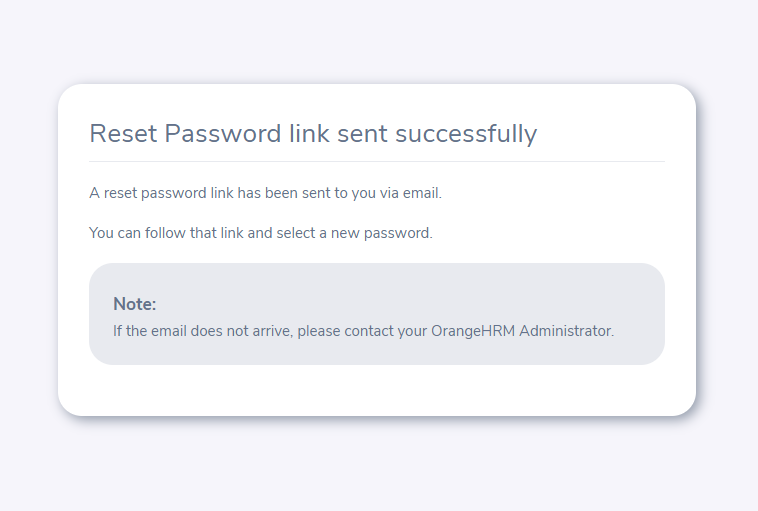 Reset Password link sent successfully
A reset password link has been sent to you via email.
You can follow that link and select a new password.
Note:
If the email does not arrive, please contact your OrangeHRM Administrator.